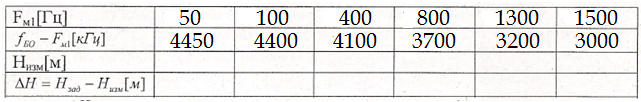 Fм1[Гц] 50 100 400 800 1300 1500
fБО − Fм1[кГц] 4450 4400 4100 3700 3200 3000
Hизм[м]
ΔH = Hзад − Hизм[м]